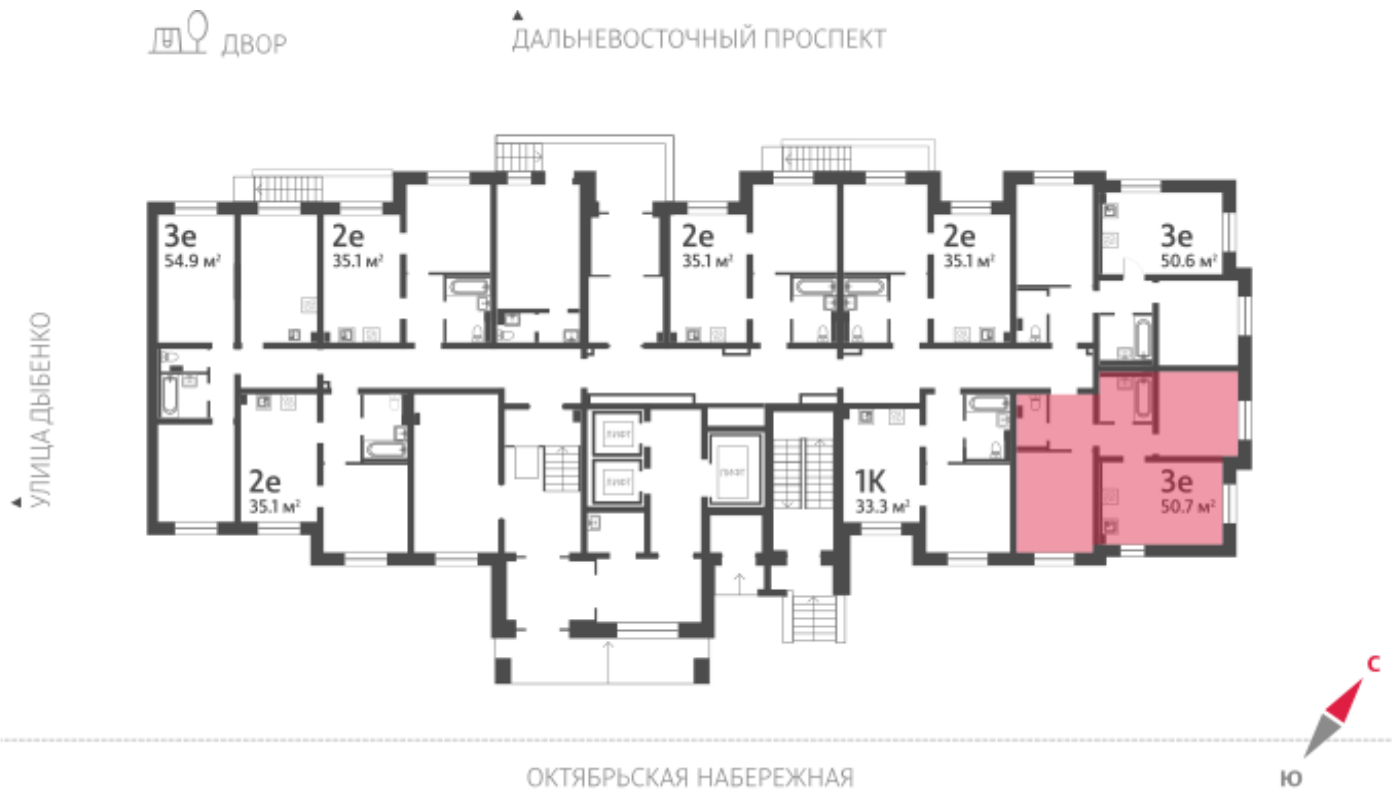 ДВОР
ДАЛЬНЕВОСТОЧНЫЙ ПРОСПЕКТ
3е
54.9 м²
2е
35.1 м²
2е
35.1 м²
2е
35.1 м²
3е
50.6 м²
УЛИЦА ДЫБЕНКО
2е
35.1 м²
ЛИФТ
ЛИФТ
ЛИФТ
1К
33.3 м²
3е
50.7 м²
С
Ю
ОКТЯБРЬСКАЯ НАБЕРЕЖНАЯ